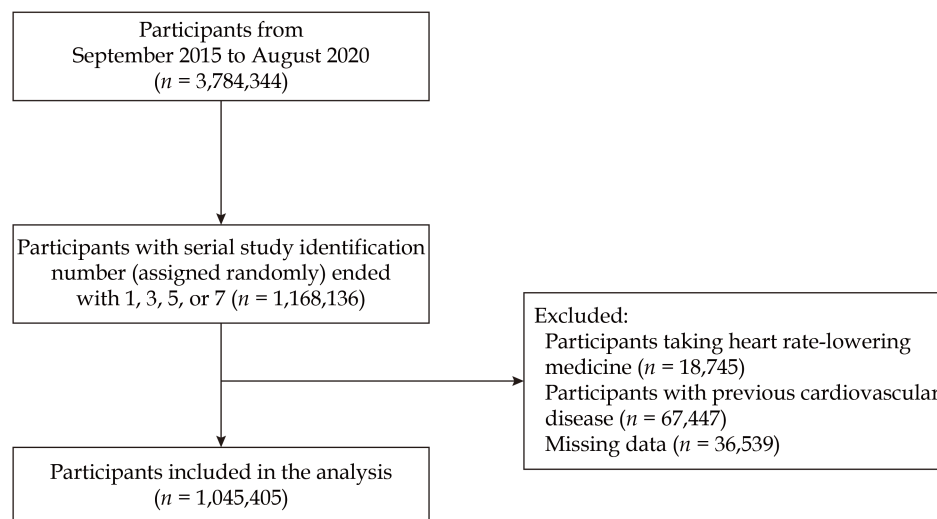 Participants from
September 2015 to August 2020
(n = 3,784,344)
Participants with serial study identification
number (assigned randomly) ended
with 1, 3, 5, or 7 (n = 1,168,136)
Excluded:
Participants taking heart rate-lowering
medicine (n = 18,745)
Participants with previous cardiovascular
disease (n = 67,447)
Missing data (n = 36,539)
Participants included in the analysis
(n = 1,045,405)